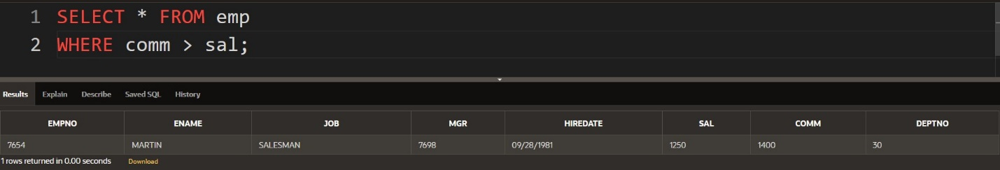 1 SELECT * FROM emp
2 WHERE comm > sal;
Results Explain Describe Saved SQL History
EMPNO ENAME JOB MGR HIREDATE SAL COMM DEPTNO
7654 MARTIN SALESMAN 7698 09/28/1981 1250 1400 30
1 rows returned in 0.00 seconds Download